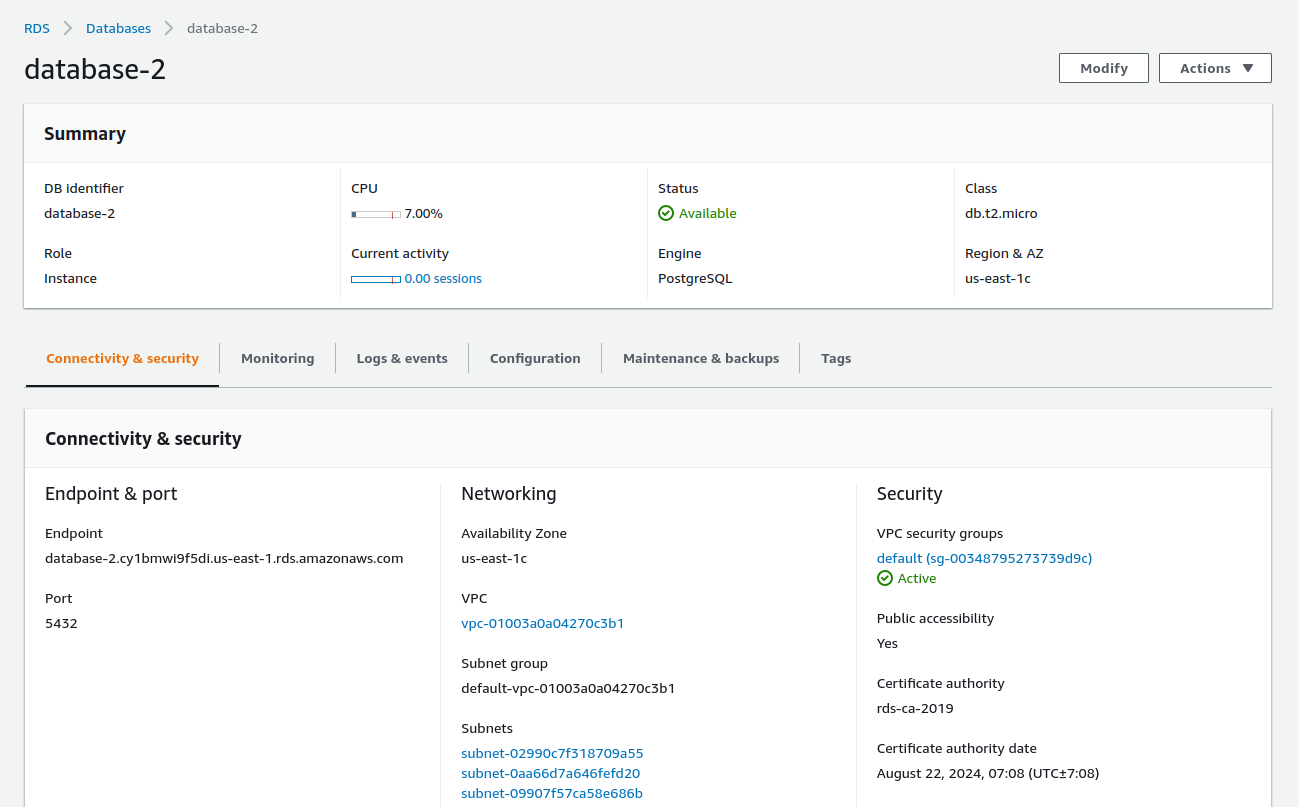 RDS > Databases > database-2
database-2
Modify
Actions ▼
Summary
DB identifier
database-2
CPU
7.00%
Status
Available
Class
db.t2.micro
Role
Instance
Current activity
0.00 sessions
Engine
PostgreSQL
Region & AZ
us-east-1c
Connectivity & security
Monitoring
Logs & events
Configuration
Maintenance & backups
Tags
Connectivity & security
Endpoint & port
Endpoint
database-2.cy1bmwi9f5di.us-east-1.rds.amazonaws.com
Port
5432
Networking
Availability Zone
us-east-1c
VPC
vpc-01003a0a04270c3b1
Subnet group
default-vpc-01003a0a04270c3b1
Subnets
subnet-02990c7f318709a55
subnet-0aa66d7a646fefd20
subnet-09907f57ca58e686b
Security
VPC security groups
default (sg-00348795273739d9c)
Active
Public accessibility
Yes
Certificate authority
rds-ca-2019
Certificate authority date
August 22, 2024, 07:08 (UTC±7:08)